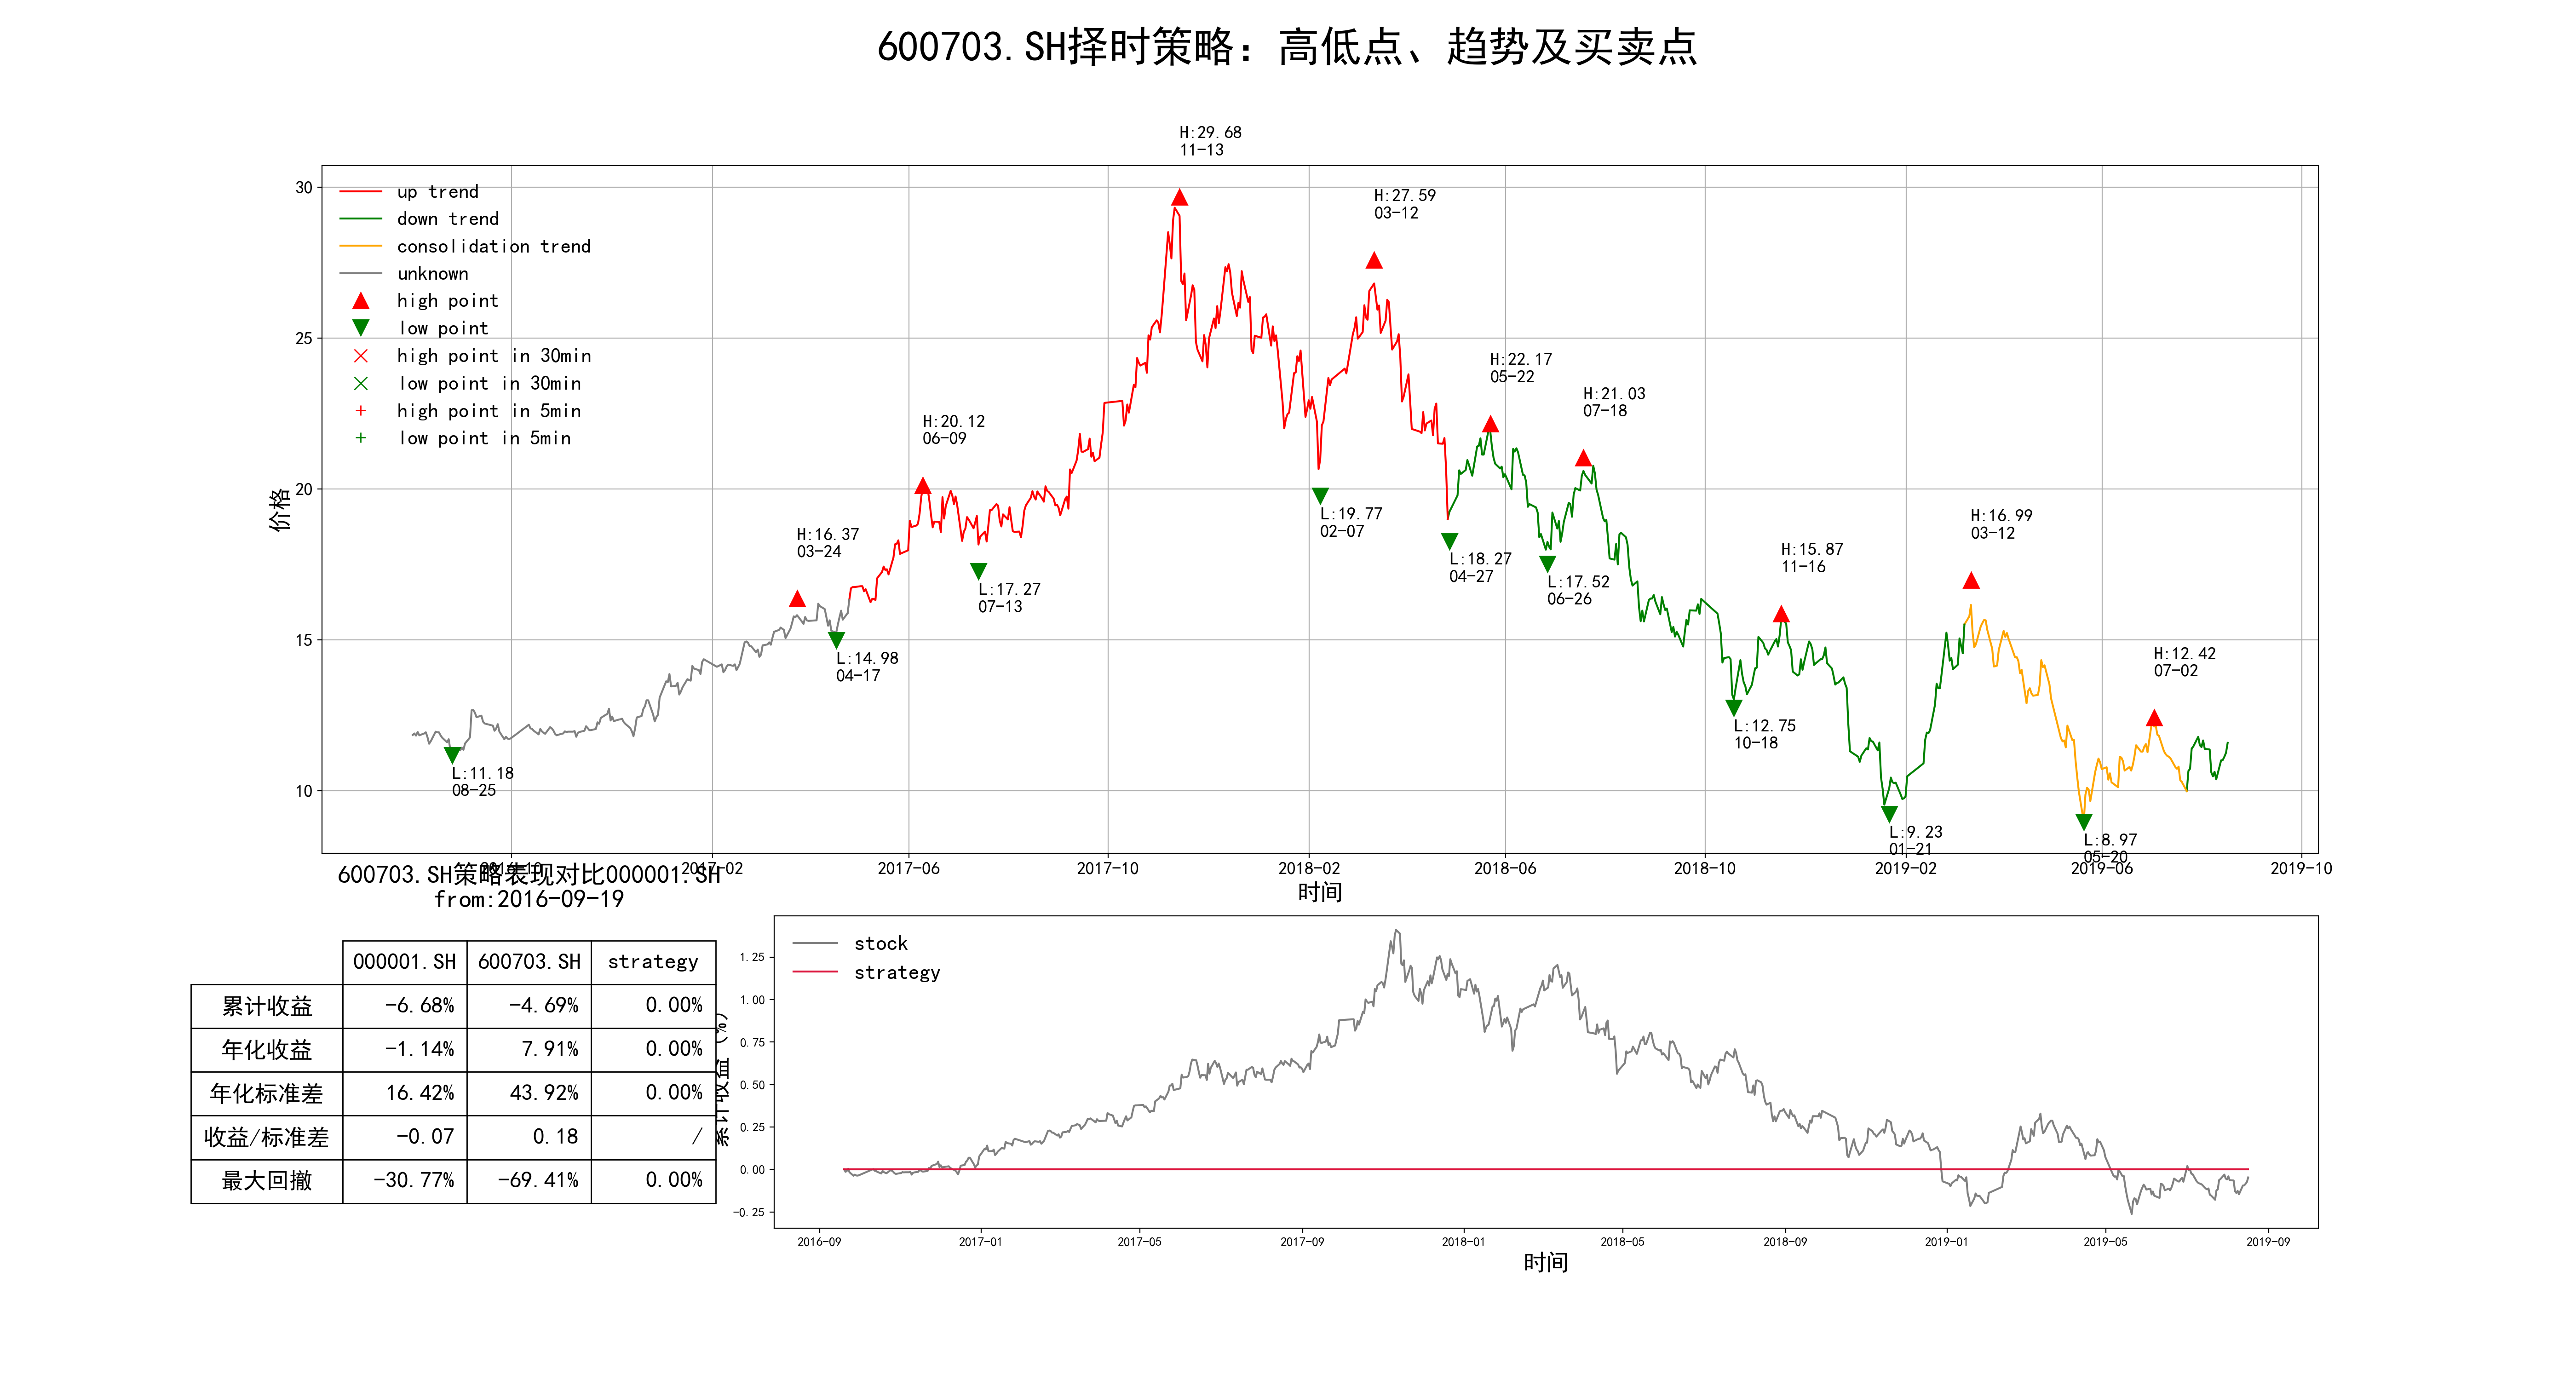 600703.SH择时策略：高低点、趋势及买卖点
H:29.68
11-13
H:27.59
03-12
H:22.17
05-22
H:21.03
07-18
H:20.12
06-09
H:16.37
03-24
H:15.87
11-16
H:16.99
03-12
H:12.42
07-02
L:19.77
02-07
L:18.27
04-27
L:17.52
06-26
L:17.27
07-13
L:14.98
04-17
L:12.75
10-18
L:11.18
08-25
L:9.23
01-21
L:8.97
05-20
up trend
down trend
consolidation trend
unknown
high point
low point
high point in 30min
low point in 30min
high point in 5min
low point in 5min
价格
30
25
20
15
10
2016-10
2017-02
2017-06
2017-10
2018-02
2018-06
2018-10
2019-02
2019-06
2019-10
时间
600703.SH策略表现对比000001.SH
from:2016-09-19
000001.SH 600703.SH strategy
累计收益 -6.68% -4.69% 0.00%
年化收益 -1.14% 7.91% 0.00%
年化标准差 16.42% 43.92% 0.00%
收益/标准差 -0.07 0.18 /
最大回撤 -30.77% -69.41% 0.00%
累计收益（%）
stock
strategy
1.25
1.00
0.75
0.50
0.25
0.00
-0.25
2016-09
2017-01
2017-05
2017-09
2018-01
2018-05
2018-09
2019-01
2019-05
2019-09
时间